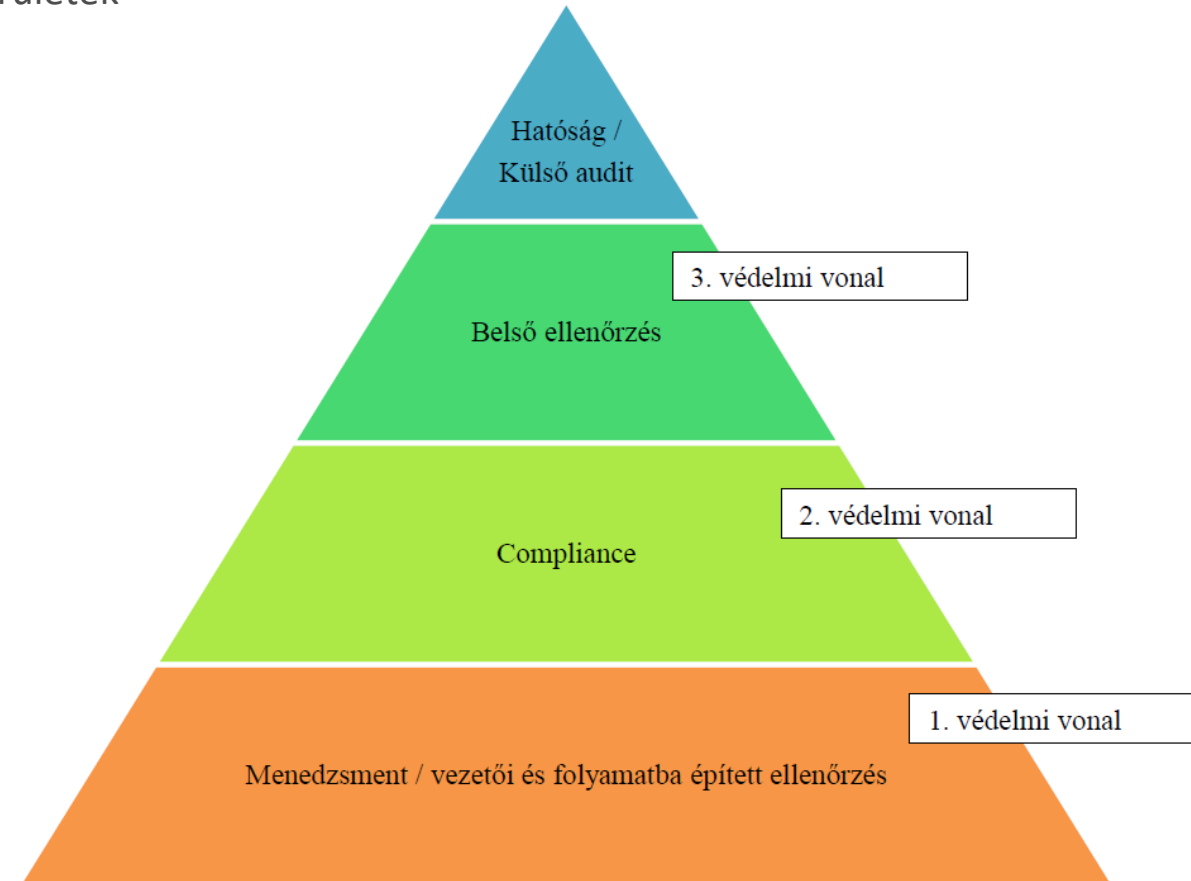 Hatóság /
Külső audit
3. védelmi vonal
Belső ellenőrzés
2. védelmi vonal
Compliance
1. védelmi vonal
Menedzsment / vezetői és folyamatba épített ellenőrzés